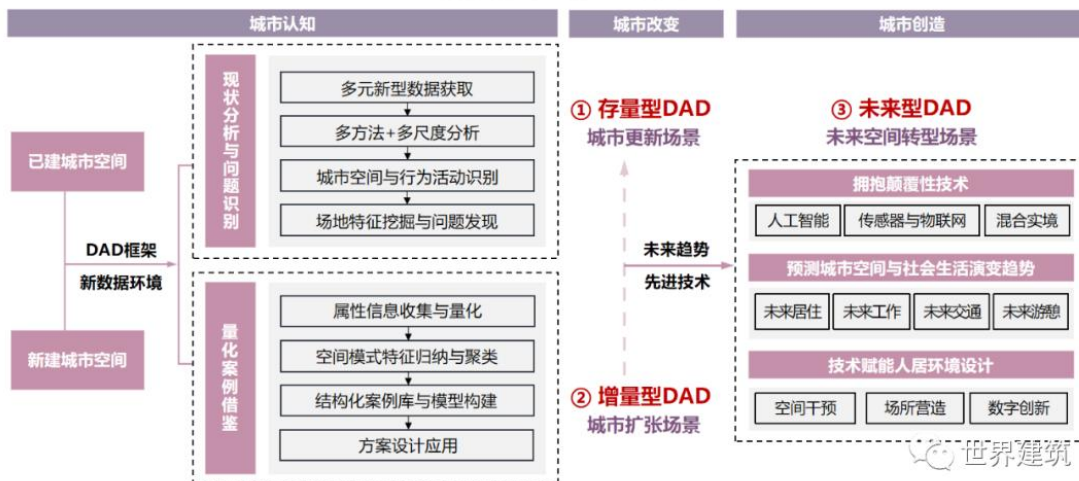 城市认知
城市改变
城市创造
已建城市空间
DAD框架
新数据环境
新建城市空间
现状分析与问题识别
多元新型数据获取
多方法+多尺度分析
城市空间与行为活动识别
场地特征挖掘与问题发现
量化案例借鉴
属性信息收集与量化
空间模式特征归纳与聚类
结构化案例库与模型构建
方案设计应用
① 存量型DAD
城市更新场景
未来趋势
先进技术
② 增量型DAD
城市扩张场景
③ 未来型DAD
未来空间转型场景
拥抱颠覆性技术
人工智能
传感器与物联网
混合实境
预测城市空间与社会生活演变趋势
未来居住
未来工作
未来交通
未来游憩
技术赋能人居环境设计
空间干预
场所营造
数字创新
世界建筑